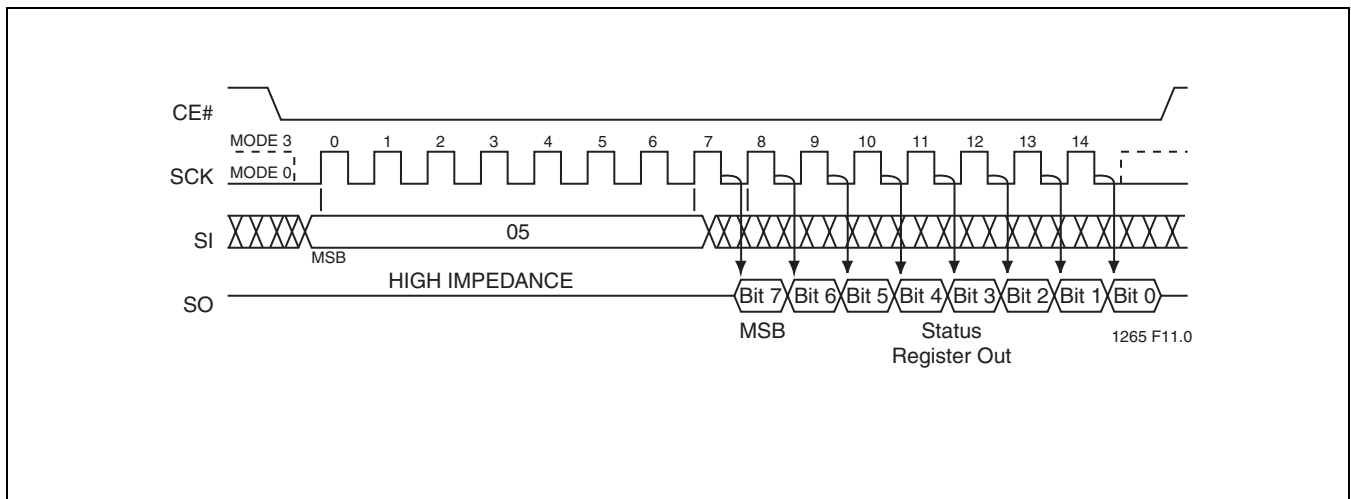 CE#
MODE 3
0 1 2 3 4 5 6 7 8 9 10 11 12 13 14
SCK
MODE 0
SI
05
MSB
HIGH IMPEDANCE
SO
Bit 7 Bit 6 Bit 5 Bit 4 Bit 3 Bit 2 Bit 1 Bit 0
MSB
Status
Register Out
1265 F11.0